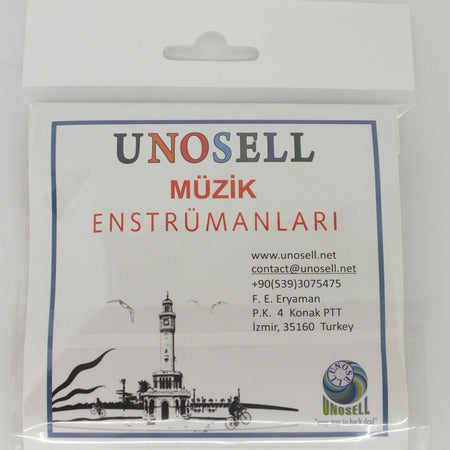 UNOSELL
MÜZİK
ENSTRÜMANLARI
www.unosell.net
contact@unosell.net
+90(539)3075475
F. E. Eryaman
P.K. 4 Konak PTT
İzmir, 35160 Turkey
UNOSELL
UNOSELL